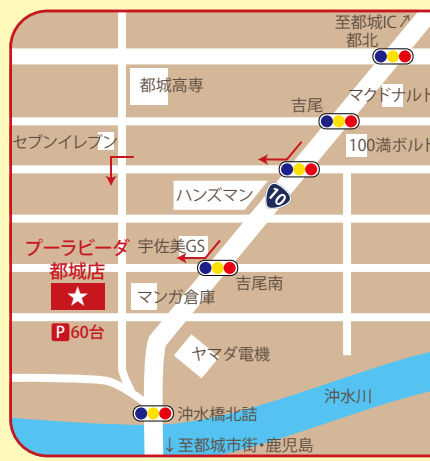 至都城IC↗
都北
都城高専
マクドナルド
吉尾
セブンイレブン
100満ボルト
ハンズマン
10
プーラビーダ
都城店
宇佐美GS
吉尾南
マンガ倉庫
★
P60台
ヤマダ電機
沖水川
沖水橋北詰
↓至都城市街・鹿児島